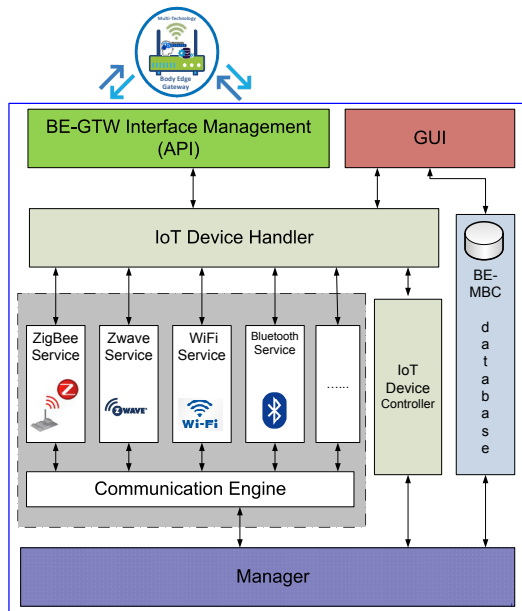 Multi-Technology
Body Edge
Gateway
BE-GTW Interface Management
(API)
GUI
IoT Device Handler
BE-
MBC
d
a
t
a
b
a
s
e
ZigBee
Service
Zwave
Service
WiFi
Service
Bluetooth
Service
......
Z
Z WAVE
Wi-Fi
IoT
Device
Controller
Communication Engine
Manager